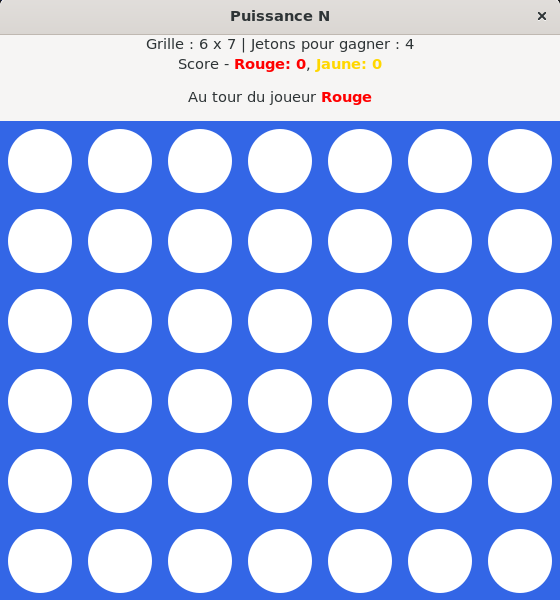 Puissance N
Grille : 6 x 7 | Jetons pour gagner : 4
Score - Rouge: 0, Jaune: 0
Au tour du joueur Rouge